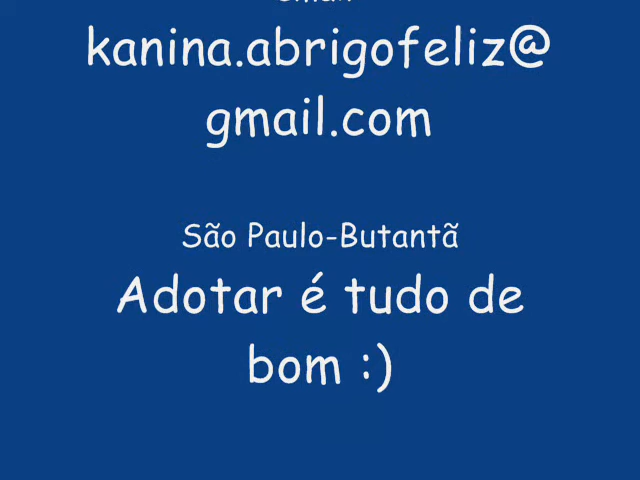 kanina.abrigofeliz@
gmail.com
São Paulo-Butantã
Adotar é tudo de
bom :)